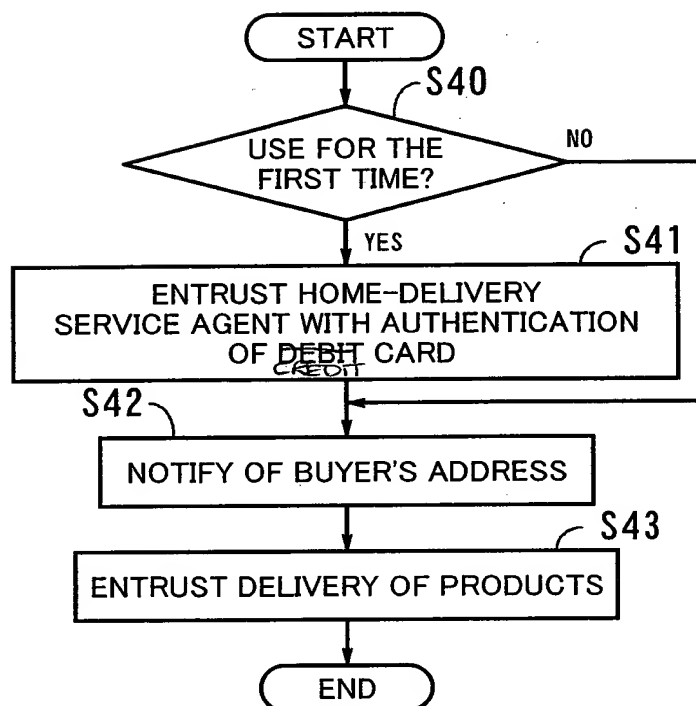 START
S40
USE FOR THE
FIRST TIME?
NO
YES
S41
ENTRUST HOME-DELIVERY
SERVICE AGENT WITH AUTHENTICATION
OF DEBIT CARD
CREDIT
S42
NOTIFY OF BUYER'S ADDRESS
S43
ENTRUST DELIVERY OF PRODUCTS
END